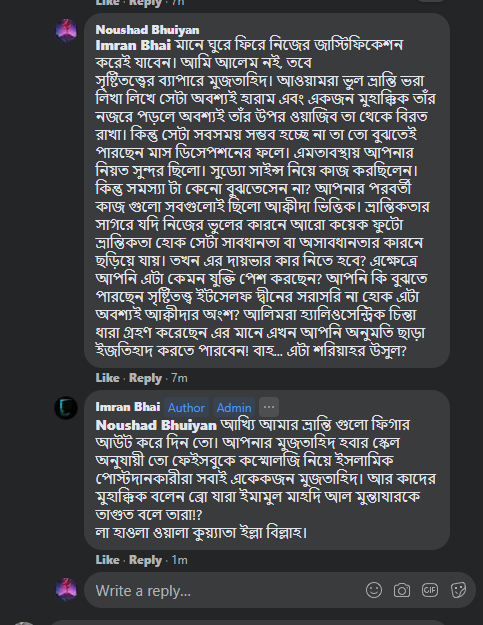 Like · Reply · 7h
Noushad Bhuiyan
Imran Bhai মানে ঘুরে ফিরে নিজের জাস্টিফিকেশন
করেই যাবেন। আমি আলেম নই, তবে
সৃষ্টিতত্ত্বের ব্যাপারে মুজতাহিদ। আওয়ামরা ভুল ভ্রান্তি ভরা
লিখা লিখে সেটা অবশ্যই হারাম এবং একজন মুহাক্কিক তাঁর
নজরে পড়লে অবশ্যই তাঁর উপর ওয়াজিব তা থেকে বিরত
রাখা। কিন্তু সেটা সবসময় সম্ভব হচ্ছে না তা তো বুঝতেই
পারছেন মাস ডিসেপশনের ফলে। এমতাবস্থায় আপনার
নিয়ত সুন্দর ছিলো। সুড্যো সাইন্স নিয়ে কাজ করছিলেন।
কিন্তু সমস্যা টা কেনো বুঝতেসেন না? আপনার পরবর্তী
কাজ গুলো সবগুলোই ছিলো আক্বীদা ভিত্তিক। ভ্রান্তিকতার
সাগরে যদি নিজের ভুলের কারনে আরো কয়েক ফুটো
ভ্রান্তিকতা হোক সেটা সাবধানতা বা অসাবধানতার কারনে
ছড়িয়ে যায়। তখন এর দায়ভার কার নিতে হবে? এক্ষেত্রে
আপনি এটা কেমন যুক্তি পেশ করছেন? আপনি কি বুঝতে
পারছেন সৃষ্টিতত্ত্ব ইটসেলফ দ্বীনের সরাসরি না হোক এটা
অবশ্যই আক্বীদার অংশ? আলিমরা হ্যালিওসেন্ট্রিক চিন্তা
ধারা গ্রহণ করেছেন এর মানে এখন আপনি অনুমতি ছাড়া
ইজতিহাদ করতে পারবেন! বাহ... এটা শরিয়াহর উসুল?
Like · Reply · 7m
Imran Bhai Author Admin ...
Noushad Bhuiyan আখ্যি আমার ভ্রান্তি গুলো ফিগার
আউট করে দিন তো। আপনার মুজতাহিদ হবার স্কেল
অনুযায়ী তো ফেইসবুকে কস্মোলজি নিয়ে ইসলামিক
পোস্টদানকারীরা সবাই একেকজন মুজতাহিদ। আর কাদের
মুহাক্কিক বলেন ব্রো যারা ইমামুল মাহদি আল মুন্তাযারকে
তাগুত বলে তারা!?
লা হাওলা ওয়ালা কুয়্যাতা ইল্লা বিল্লাহ।
Like · Reply · 1m
Write a reply...
GIF